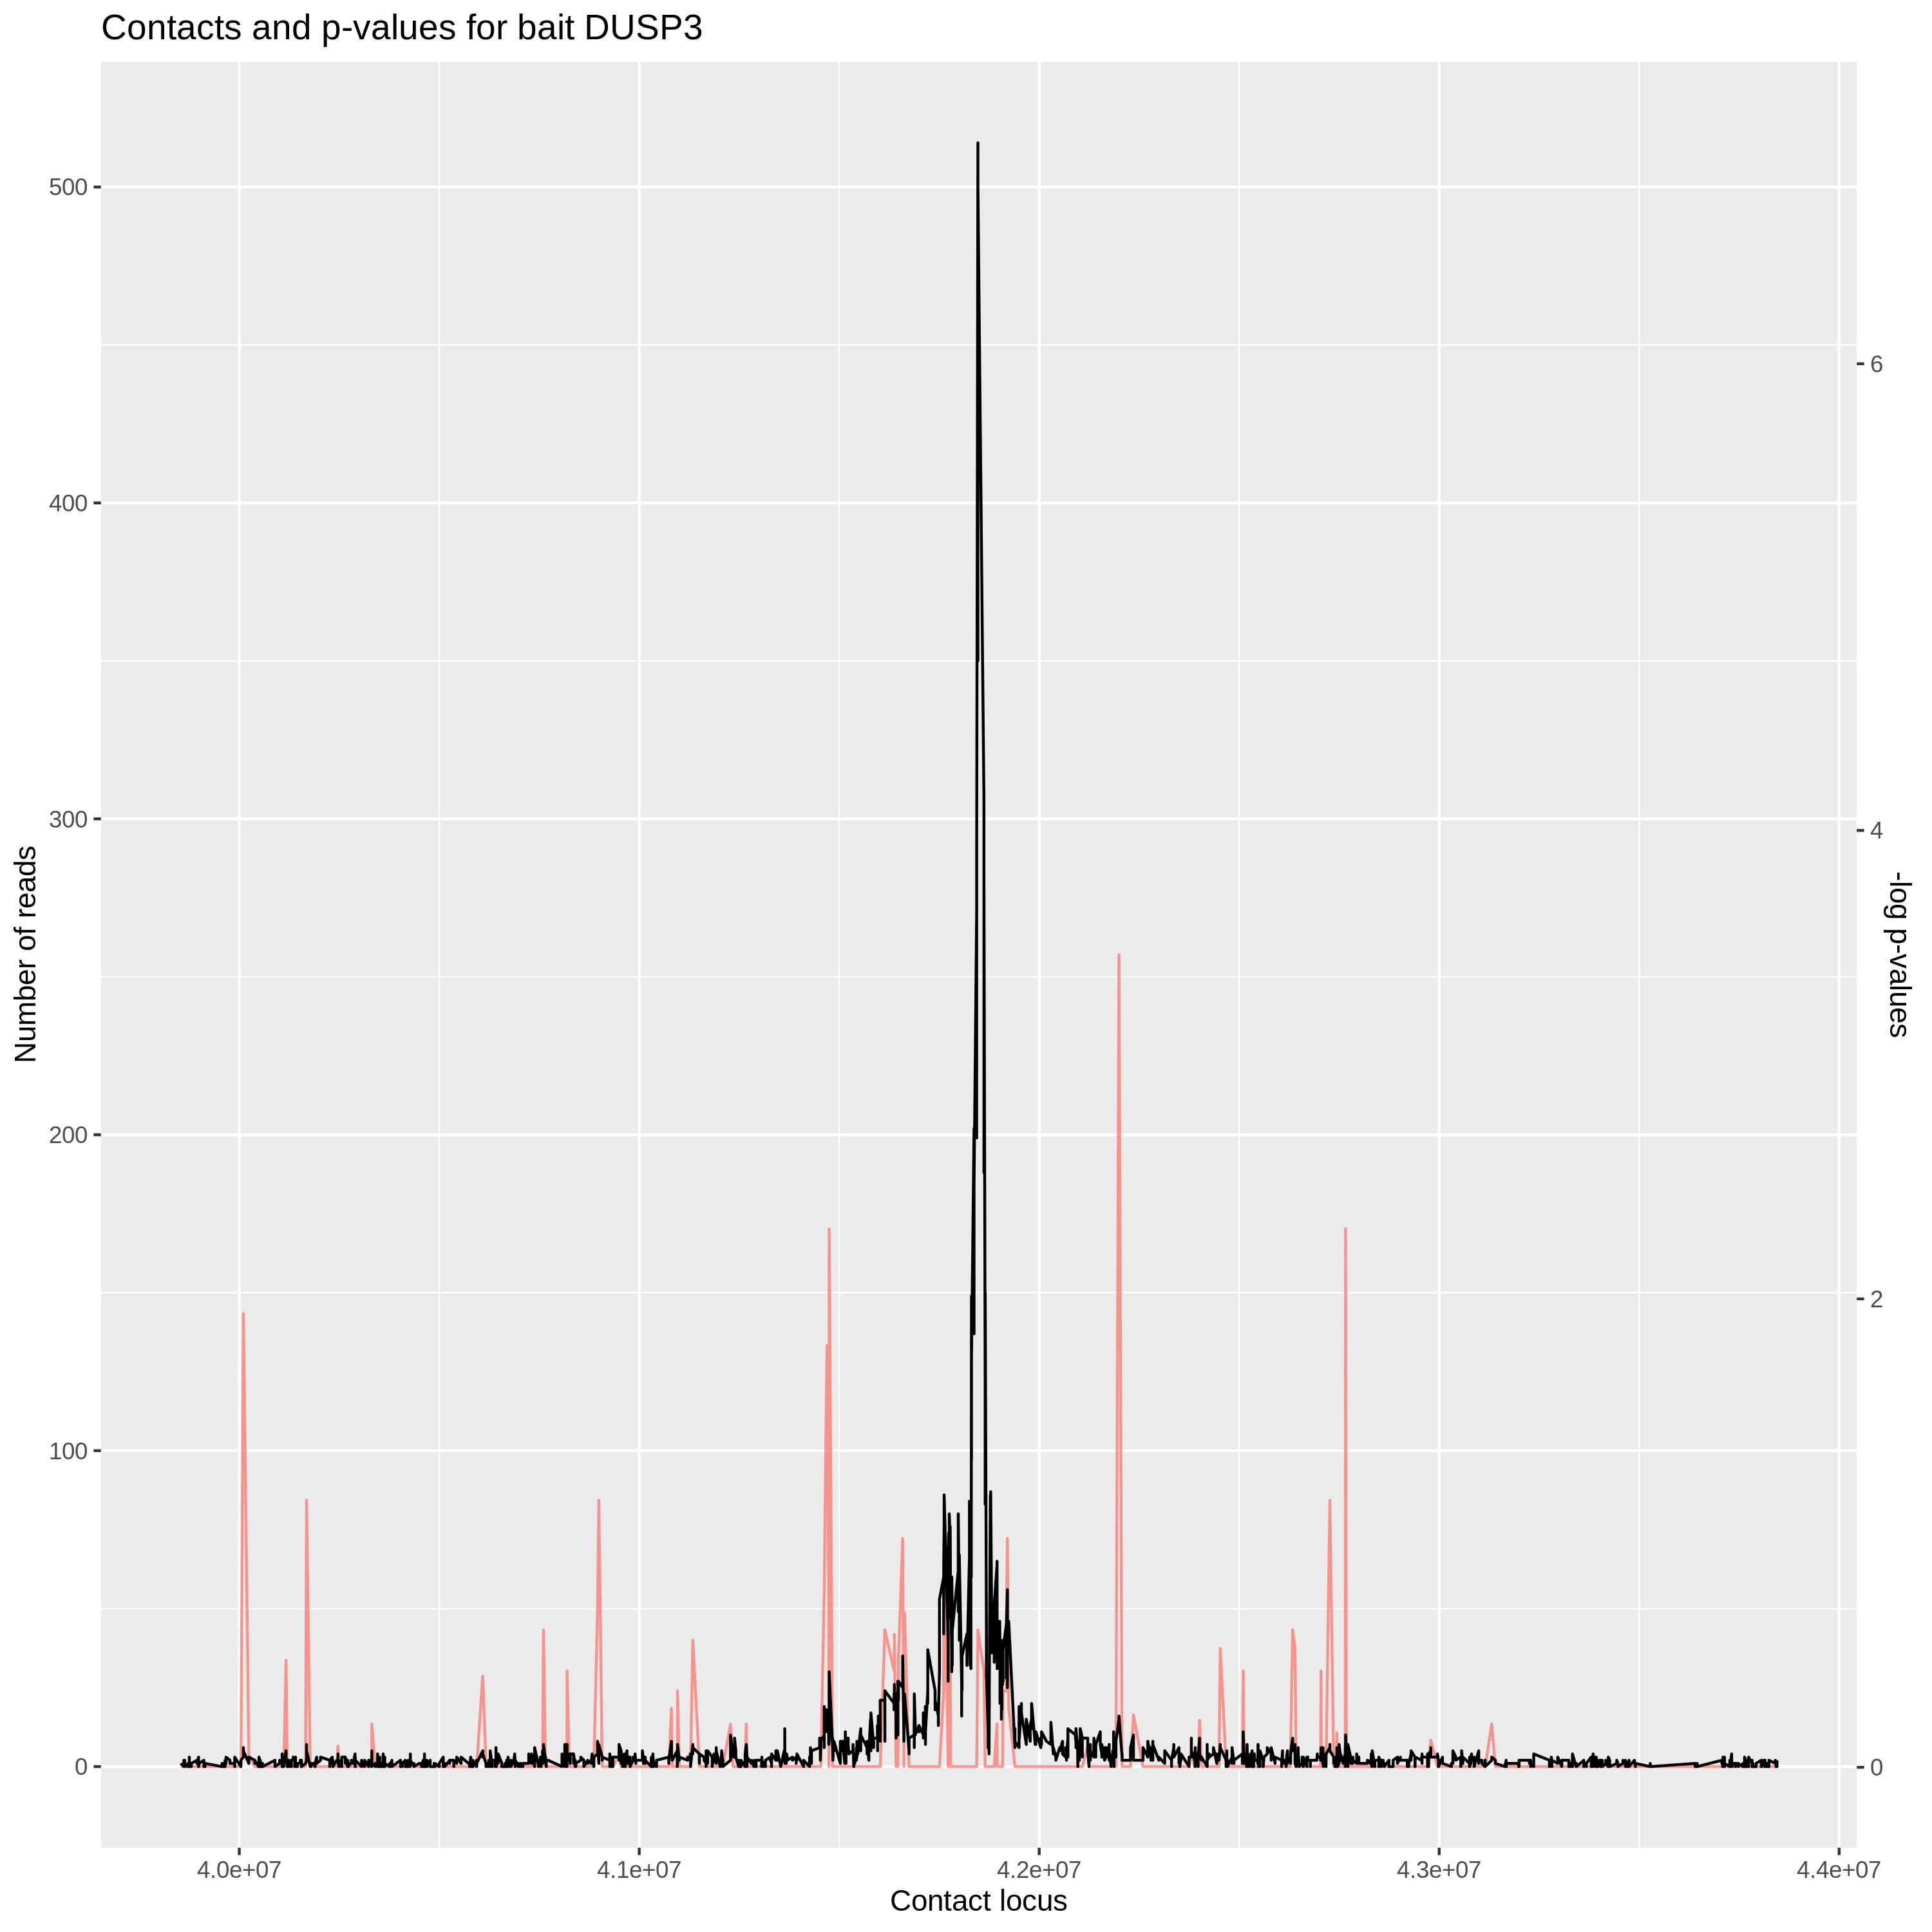 Contacts and p-values for bait DUSP3
500
400
300
200
100
0
Number of reads
6
4
2
0
-log p-values
4.0e+07
4.1e+07
4.2e+07
4.3e+07
4.4e+07
Contact locus